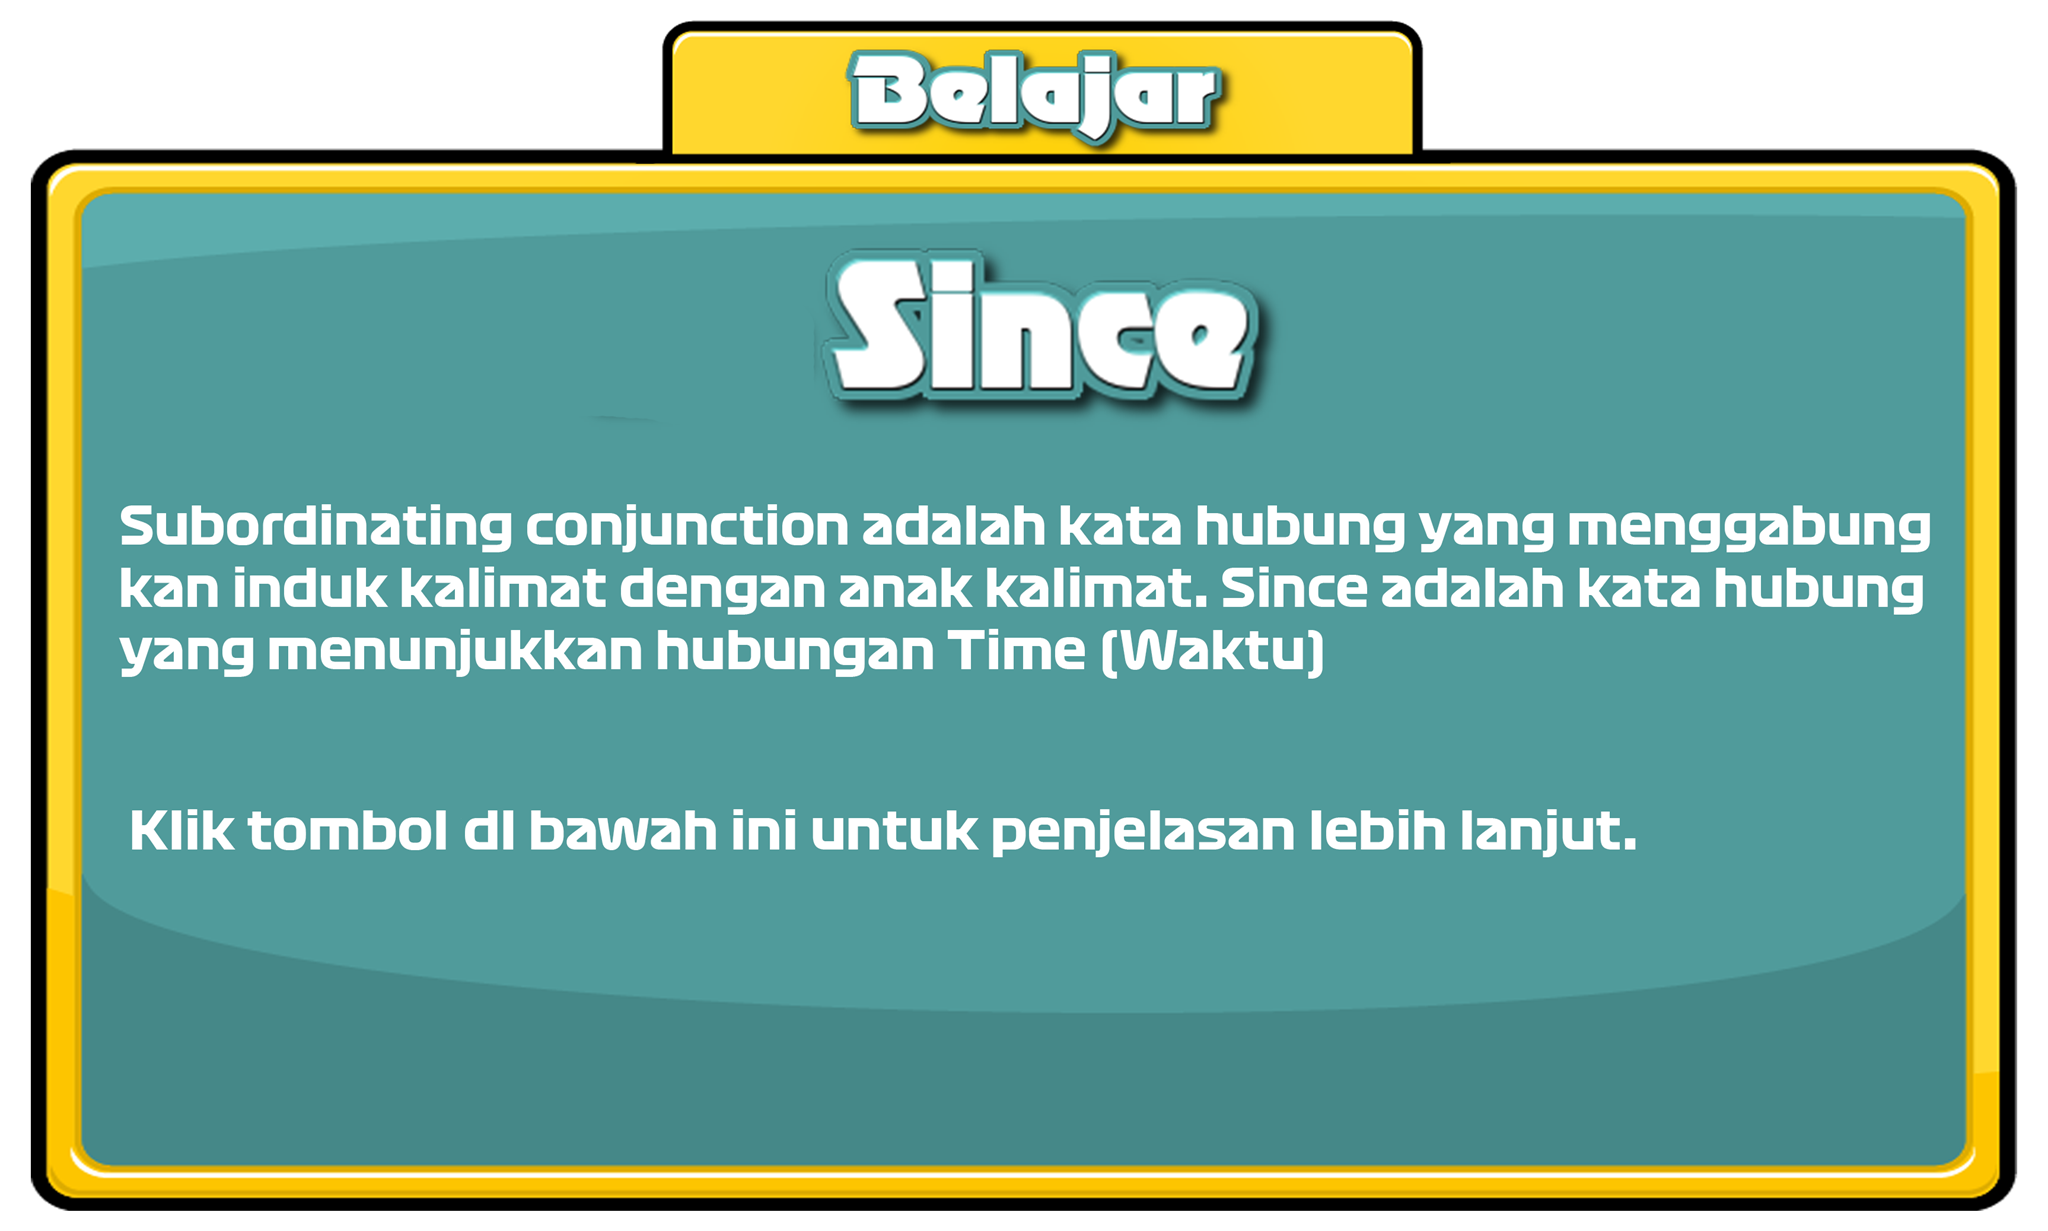 Belajar
Since
Subordinating conjunction adalah kata hubung yang menggabung
kan induk kalimat dengan anak kalimat. Since adalah kata hubung
yang menunjukkan hubungan Time (Waktu)
Klik tombol dI bawah ini untuk penjelasan lebih lanjut.